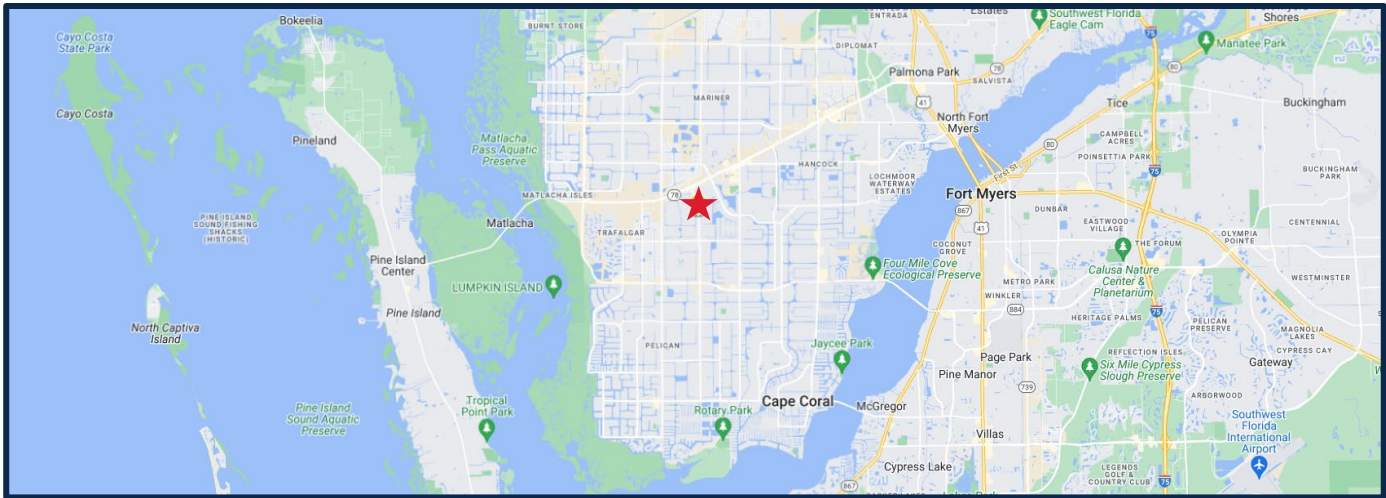 Bokeelia
BURNT STORE
ENTRADA
Estates
Southwest Florida
Eagle Cam
Shores
Cayo Costa
State Park
DIPLOMAT
75
Manatee Park
Palmona Park
78
SALVISTA
80
MARINER
41
Tice
Buckingham
Cayo Costa
North Fort
Myers
Pineland
Matlacha
Pass Aquatic
Preserve
CAMPBELL
ACRES
80
POINSETTIA PARK
HANCOCK
First St
75
BUCKINGHAM
PARK
LOCHMOOR
WATERWAY
ESTATES
MATLACHA ISLES
78
Fort Myers
867
DUNBAR
PINE ISLAND
SOUND FISHING
SHACKS
(HISTORIC)
Matlacha
TRAFALGAR
41
EASTWOOD
VILLAGE
CENTENNIAL
OLYMPIA
POINTE
COCONUT
GROVE
THE FORUM
Pine Island
Center
Four Mile Cove
Ecological Preserve
Calusa Nature
Center &
Planetarium
METRO PARK
WESTMINSTER
LUMPKIN ISLAND
WINKLER
884
75
Pine Island
HERITAGE PALMS
PELICAN
PRESERVE
North Captiva
Island
MAGNOLIA
LAKES
PELICAN
Jaycee Park
REFLECTION ISLES
CYPRESS CAY
Page Park
Six Mile Cypress
Slough Preserve
Gateway
Pine Manor
739
ARBORWOOD
Tropical
Point Park
Cape Coral
McGregor
Pine Island
Sound Aquatic
Preserve
Rotary Park
Southwest
Florida
International
Airport
Villas
Cypress Lake
LEGENDS
GOLF &
COUNTRY CLUB
75
867